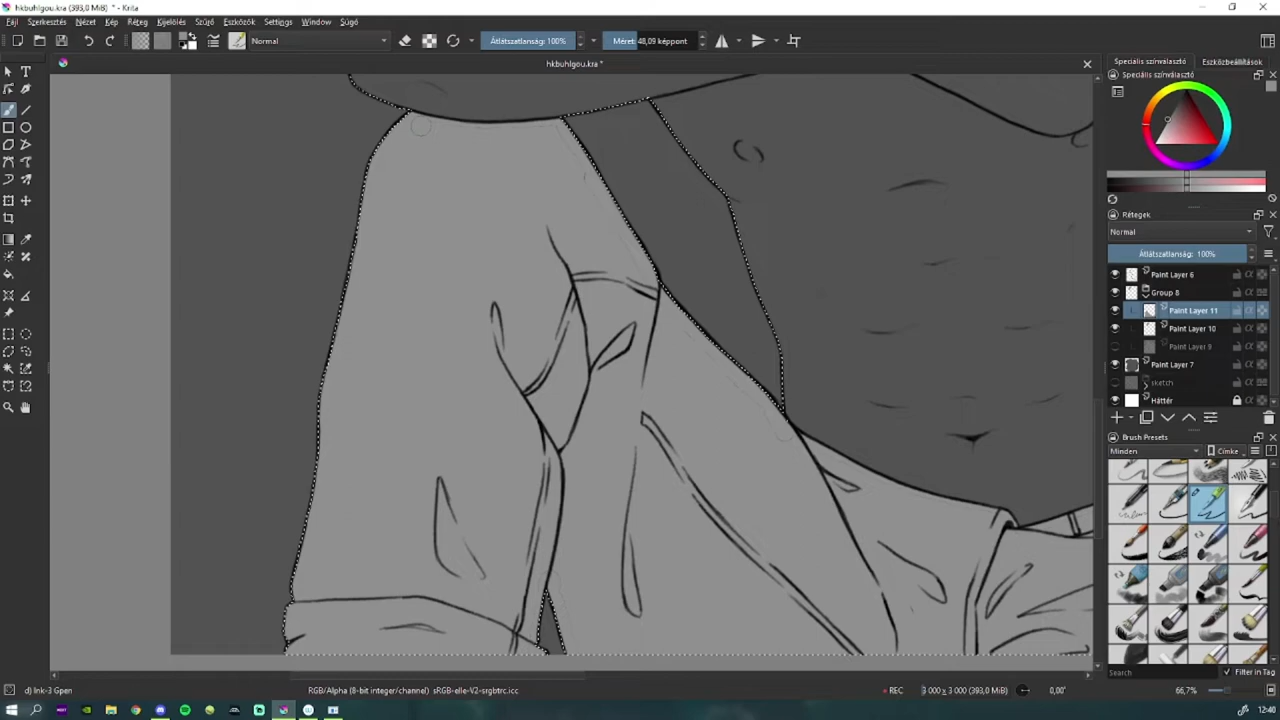 hkbuhlgou.kra (393,0 MiB) * - Krita
Fájl Szerkesztés Nézet Kép Réteg Kijelölés Szűrő Eszközök Settings Window Súgó
Normal
Átlátszatlanság: 100%
Méret: 48,09 képpont
hkbuhlgou.kra *
Speciális színválasztó
Eszközbeállítások
Speciális színválasztó
Rétegek
Normal
Átlátszatlanság: 100%
Paint Layer 6
Group 8
Paint Layer 11
Paint Layer 10
Paint Layer 9
Paint Layer 7
sketch
Háttér
Brush Presets
Minden
Címke
Search
Filter in Tag
d) Ink-3 Gpen
RGB/Alpha (8-bit integer/channel) sRGB-elle-V2-srgbtrc.icc
REC
3 000 x 3 000 (393,0 MiB)
0,00°
66,7%
12:40